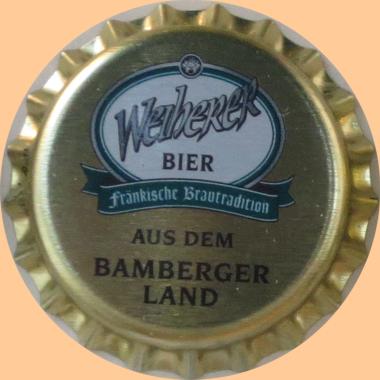 Weiherer
BIER
Fränkische Brautradition
AUS DEM
BAMBERGER
LAND